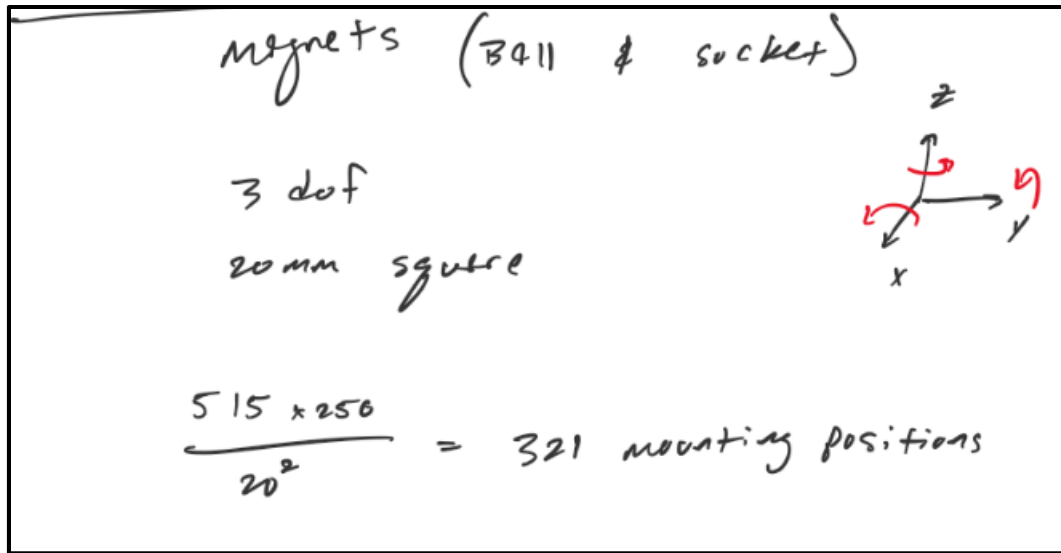 magnets (Ball & socket)
z
3 dof
y
20mm square
x
515 x 250
20² = 321 mounting positions